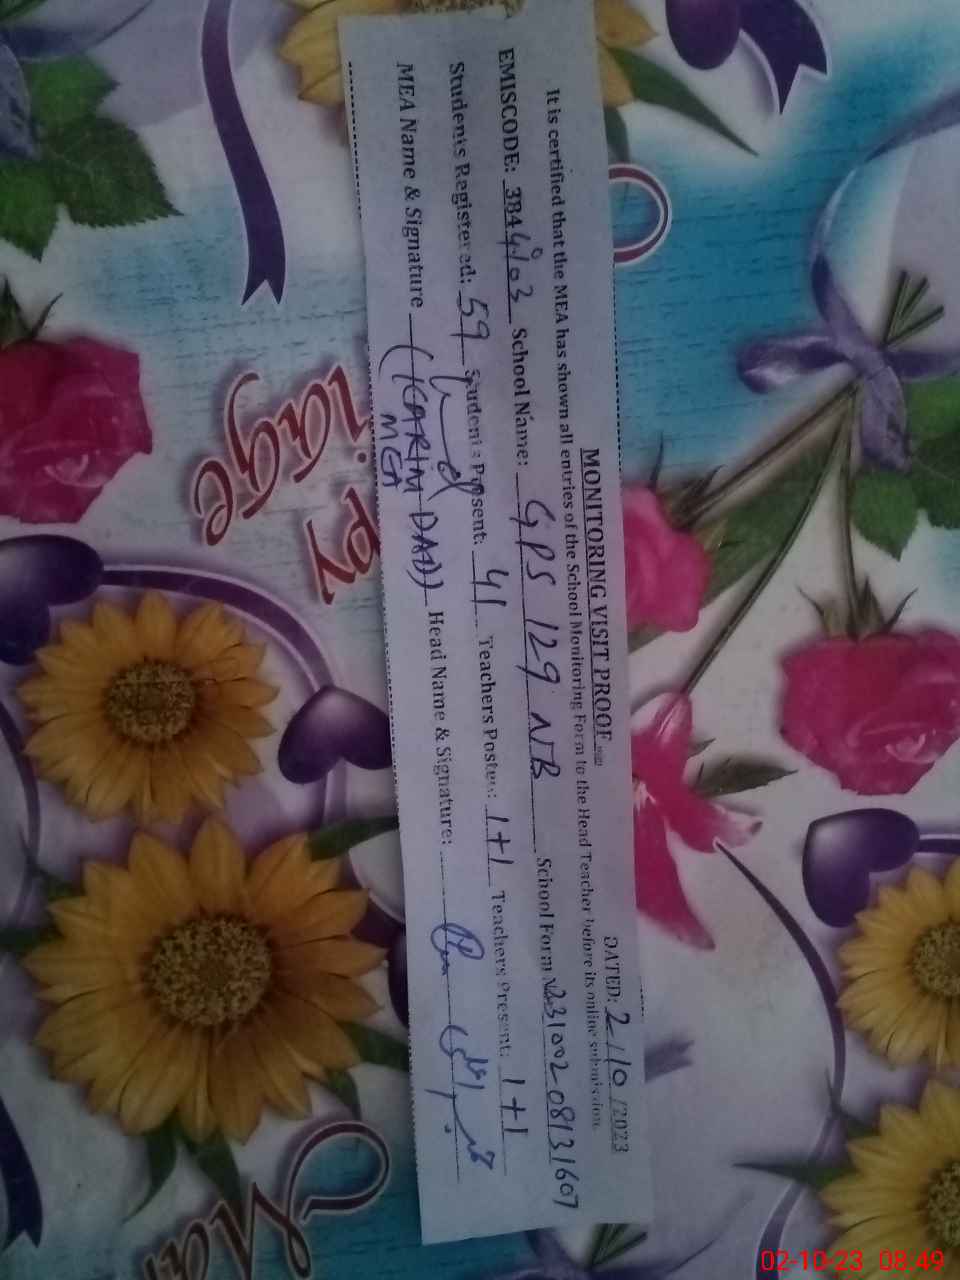 MONITORING VISIT PROOF
DATED: 2/10/2023
It is certified that the MEA has shown all entries of the School Monitoring Form to the Head Teacher before its online submission.
EMISCODE: School Name: GPS 129 NB School Form
Students Registered: 59 Students Present: 41 Teachers Posted: 1+1 Teachers Present: 1+1
MEA Name & Signature (KARIM DAD) Head Name & Signature:
MEA
02-10-23 08:49